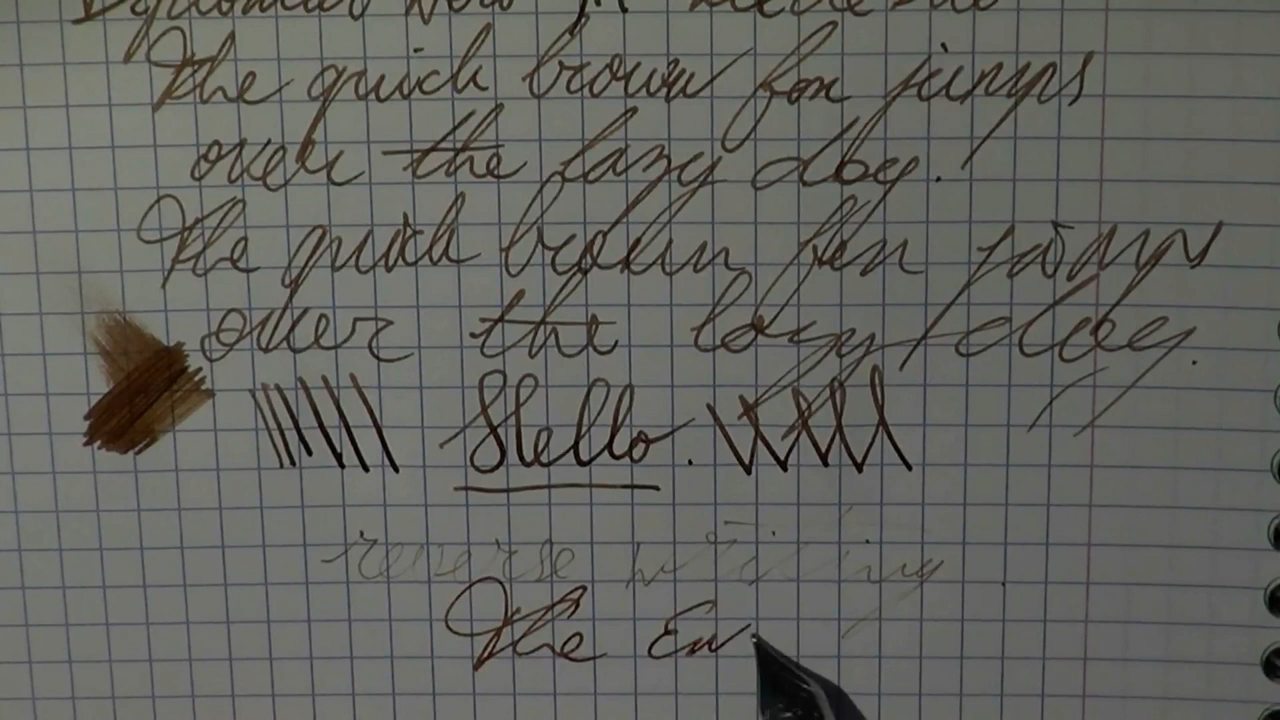 The quick brown fox jumps
over the lazy dog.
The quick brown fox jumps
over the lazy dog.
Hello.
reverse writing
The En